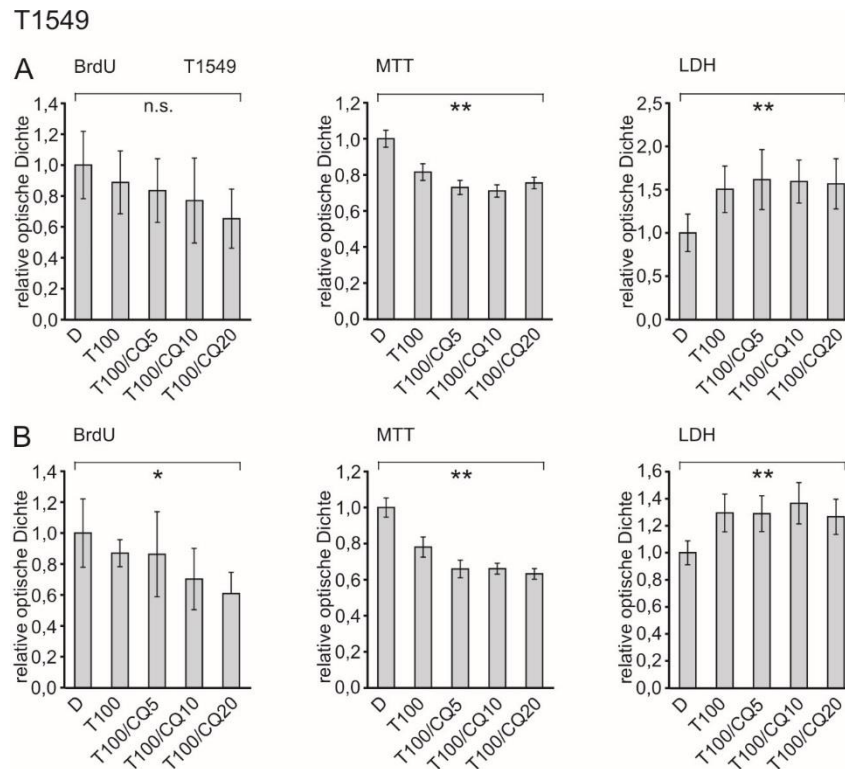 T1549
A
BrdU T1549
n.s.
relative optische Dichte
1,4
1,2
1,0
0,8
0,6
0,4
0,2
0,0
D
T100
T100/CQ5
T100/CQ10
T100/CQ20
MTT
**
relative optische Dichte
1,2
1,0
0,8
0,6
0,4
0,2
0,0
D
T100
T100/CQ5
T100/CQ10
T100/CQ20
LDH
**
relative optische Dichte
2,5
2,0
1,5
1,0
0,5
0,0
D
T100
T100/CQ5
T100/CQ10
T100/CQ20
B
BrdU
*
relative optische Dichte
1,4
1,2
1,0
0,8
0,6
0,4
0,2
0,0
D
T100
T100/CQ5
T100/CQ10
T100/CQ20
MTT
**
relative optische Dichte
1,2
1,0
0,8
0,6
0,4
0,2
0,0
D
T100
T100/CQ5
T100/CQ10
T100/CQ20
LDH
**
relative optische Dichte
1,6
1,4
1,2
1,0
0,8
0,6
0,4
0,2
0,0
D
T100
T100/CQ5
T100/CQ10
T100/CQ20